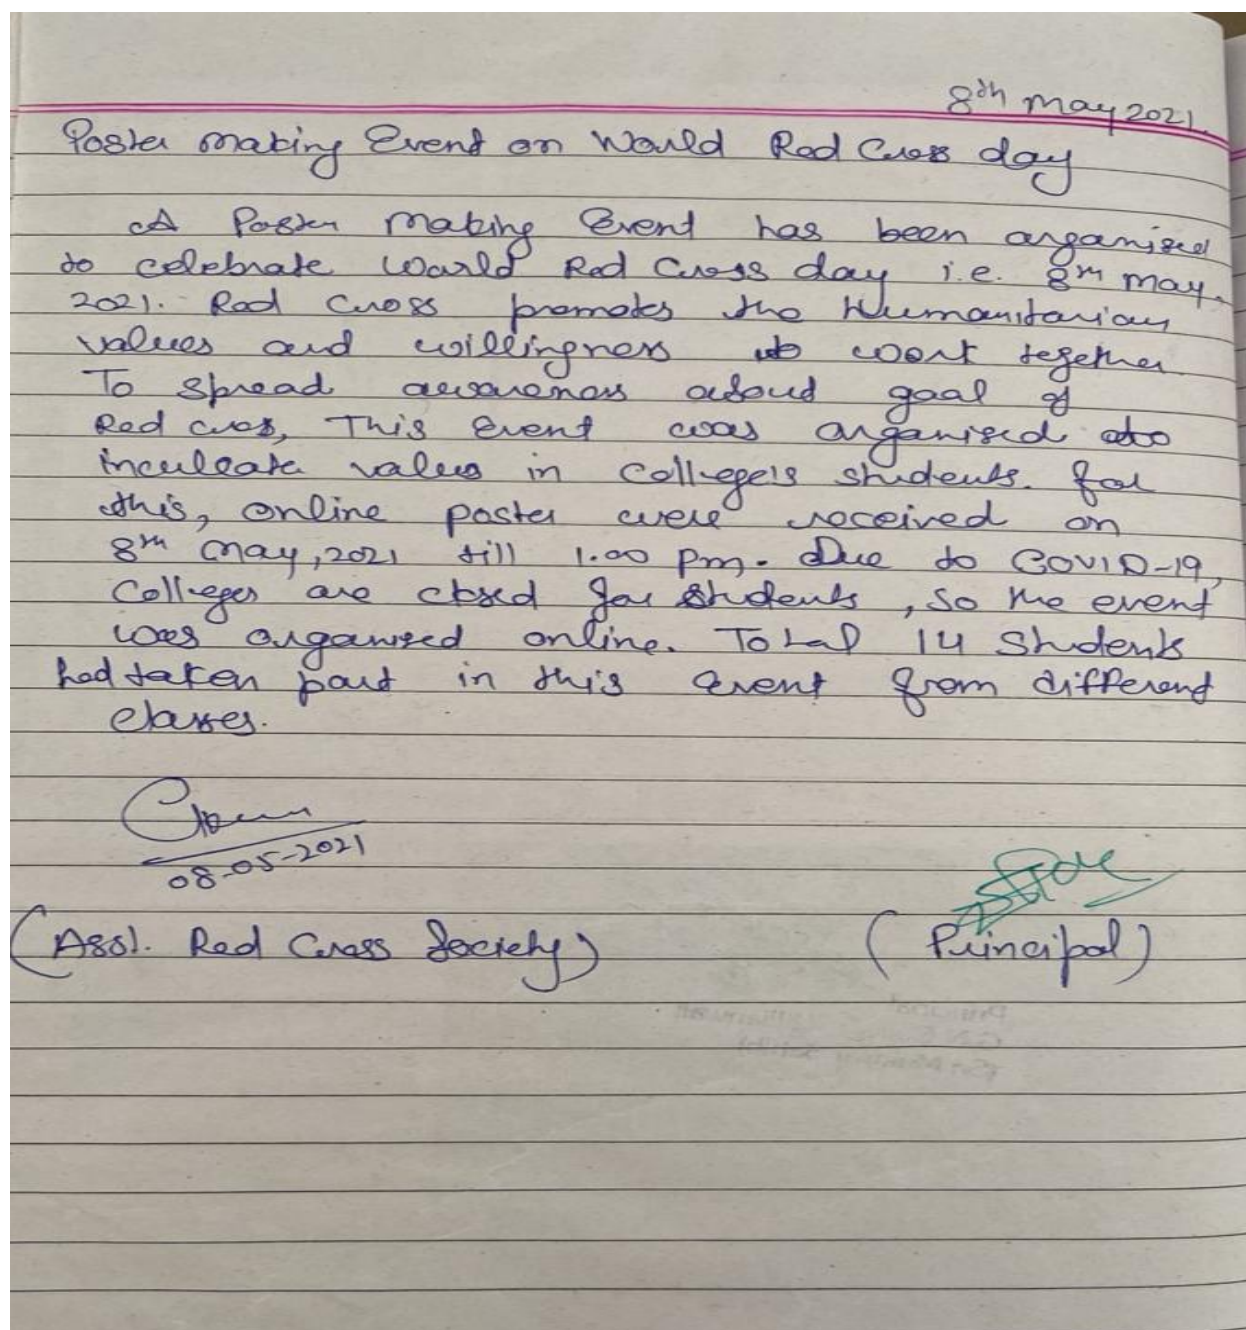 8th may 2021.
Poster making Event on World Red Cross day
A Poster Making Event has been organised
to celebrate World Red Cross day i.e. 8th may,
2021. Red Cross promotes the Humanitarian
values and willingness to work together
To spread awareness about goal of
Red cross, This event was organised to
inculcate values in college's students. for
this, online poster were received on
8th may, 2021 till 1.00 pm. Due to COVID-19,
Colleges are closed for students, so the event
was organised online. Total 14 Students
had taken part in this event from different
classes.
08-05-2021
(Asst. Red Cross Society) (Principal)